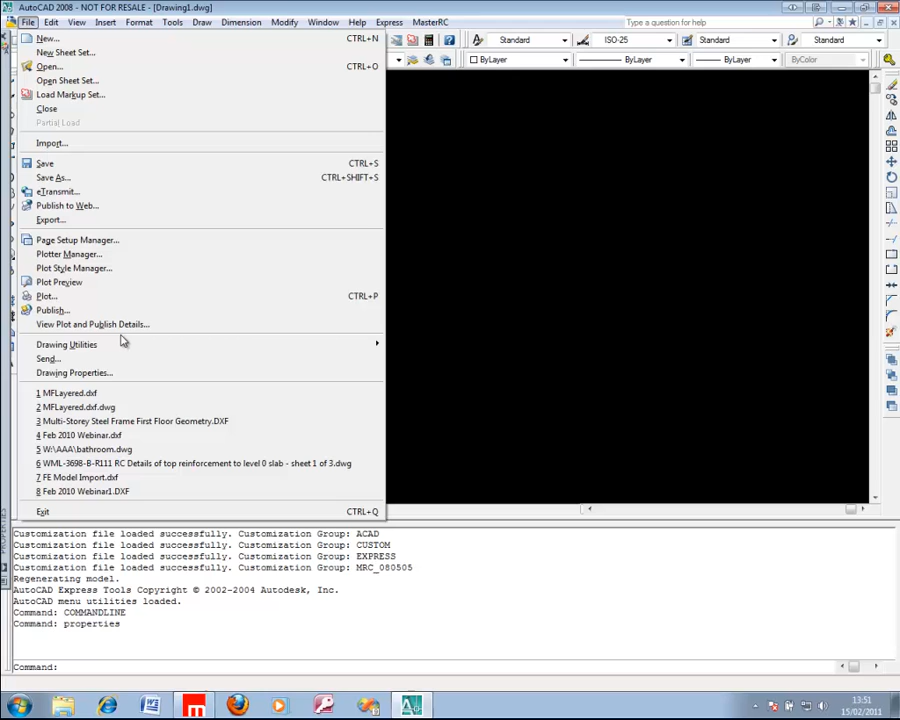 AutoCAD 2008 - NOT FOR RESALE - [Drawing1.dwg]
File Edit View Insert Format Tools Draw Dimension Modify Window Help Express MasterRC
Type a question for help
New... CTRL+N
New Sheet Set...
Standard ISO-25 Standard Standard
Open... CTRL+O
ByLayer ByLayer ByLayer ByColor
Open Sheet Set...
Load Markup Set...
Close
Partial Load
Import...
Save CTRL+S
Save As... CTRL+SHIFT+S
eTransmit...
Publish to Web...
Export...
Page Setup Manager...
Plotter Manager...
Plot Style Manager...
Plot Preview
Plot... CTRL+P
Publish...
View Plot and Publish Details...
Drawing Utilities
Send...
Drawing Properties...
1 MFLayered.dxf
2 MFLayered.dxf.dwg
3 Multi-Storey Steel Frame First Floor Geometry.DXF
4 Feb 2010 Webinar.dxf
5 W:\AAA\bathroom.dwg
6 WML-3698-B-R111 RC Details of top reinforcement to level 0 slab - sheet 1 of 3.dwg
7 FE Model Import.dxf
8 Feb 2010 Webinar1.DXF
Exit CTRL+Q
PROPERTIES
Customization file loaded successfully. Customization Group: ACAD
Customization file loaded successfully. Customization Group: CUSTOM
Customization file loaded successfully. Customization Group: EXPRESS
Customization file loaded successfully. Customization Group: MRC_080505
Regenerating model.
AutoCAD Express Tools Copyright © 2002-2004 Autodesk, Inc.
AutoCAD menu utilities loaded.
Command: COMMANDLINE
Command: properties
Command:
13:51
15/02/2011